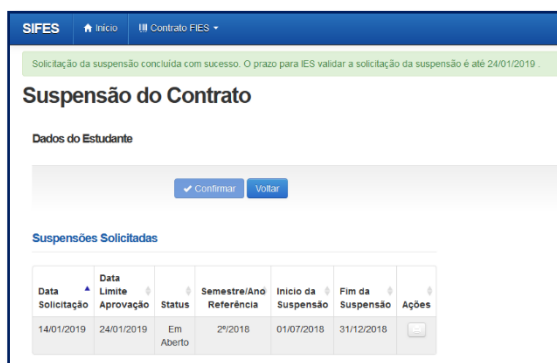 SIFES Início Contrato FIES
Solicitação da suspensão concluída com sucesso. O prazo para IES validar a solicitação da suspensão é até 24/01/2019 .
Suspensão do Contrato
Dados do Estudante
Confirmar Voltar
Suspensões Solicitadas
Data Solicitação Data Limite Aprovação Status Semestre/Ano Referência Início da Suspensão Fim da Suspensão Ações
14/01/2019 24/01/2019 Em Aberto 2º/2018 01/07/2018 31/12/2018